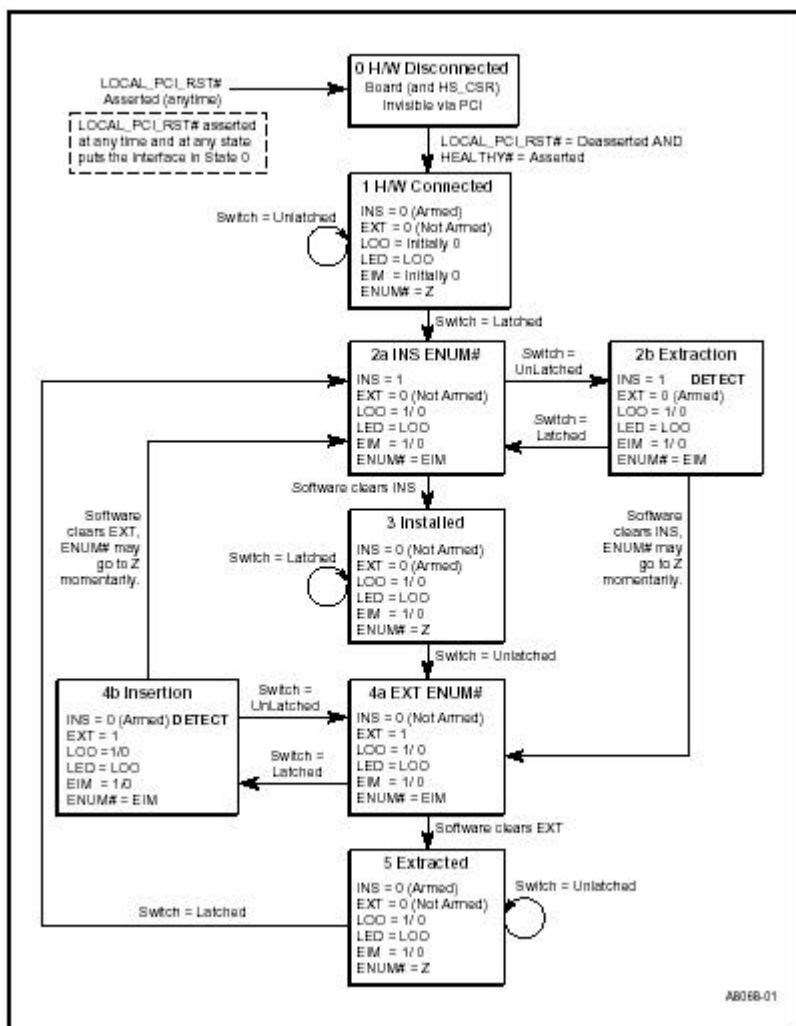 0 H/W Disconnected
Board (and HS_CSR)
Invisible via PCI
LOCAL_PCI_RST#
Asserted (anytime)
LOCAL_PCI_RST# asserted
at any time and at any state
puts the interface in State 0
LOCAL_PCI_RST# = Deasserted AND
HEALTHY# = Asserted
1 H/W Connected
INS = 0 (Armed)
EXT = 0 (Not Armed)
LOO = Initially 0
LED = LOO
EIM = Initially 0
ENUM# = Z
Switch = Unlatched
Switch = Latched
2a INS ENUM#
INS = 1
EXT = 0 (Not Armed)
LOO = 1/0
LED = LOO
EIM = 1/0
ENUM# = EIM
Switch =
UnLatched
Switch =
Latched
2b Extraction
INS = 1 DETECT
EXT = 0 (Armed)
LOO = 1/0
LED = LOO
EIM = 1/0
ENUM# = EIM
Software clears INS
3 Installed
INS = 0 (Not Armed)
EXT = 0 (Armed)
LOO = 1/0
LED = LOO
EIM = 1/0
ENUM# = Z
Switch = Latched
Software
clears EXT,
ENUM# may
go to Z
momentarily.
Software
clears INS,
ENUM# may
go to Z
momentarily.
Switch = Unlatched
4b Insertion
INS = 0 (Armed) DETECT
EXT = 1
LOO =1/0
LED = LOO
EIM = 1/0
ENUM# = EIM
Switch =
UnLatched
Switch =
Latched
4a EXT ENUM#
INS = 0 (Not Armed)
EXT = 1
LOO = 1/0
LED = LOO
EIM = 1/0
ENUM# = EIM
Software clears EXT
5 Extracted
INS = 0 (Armed)
EXT = 0 (Not Armed)
LOO = 1/0
LED = LOO
EIM = 1/0
ENUM# = Z
Switch = Latched
Switch = Unlatched
A8068-01